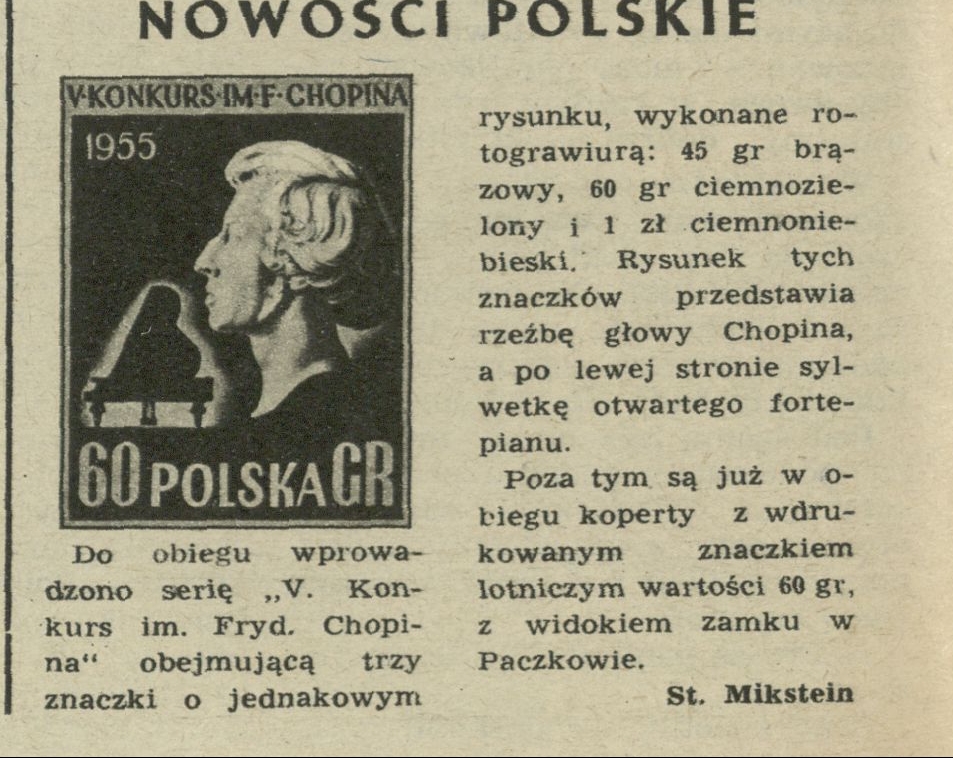 NOWOŚCI POLSKIE
V·KONKURS·IM·F·CHOPINA
1955
60 POLSKA GR
Do obiegu wprowa-
dzono serię „V. Kon-
kurs im. Fryd. Chopi-
na“ obejmującą trzy
znaczki o jednakowym
rysunku, wykonane ro-
tograwiurą: 45 gr brą-
zowy, 60 gr ciemnozie-
lony i 1 zł ciemnonie-
bieski. Rysunek tych
znaczków przedstawia
rzeźbę głowy Chopina,
a po lewej stronie syl-
wetkę otwartego forte-
pianu.
Poza tym są już w o-
biegu koperty z wdru-
kowanym znaczkiem
lotniczym wartości 60 gr,
z widokiem zamku w
Paczkowie.
St. Mikstein